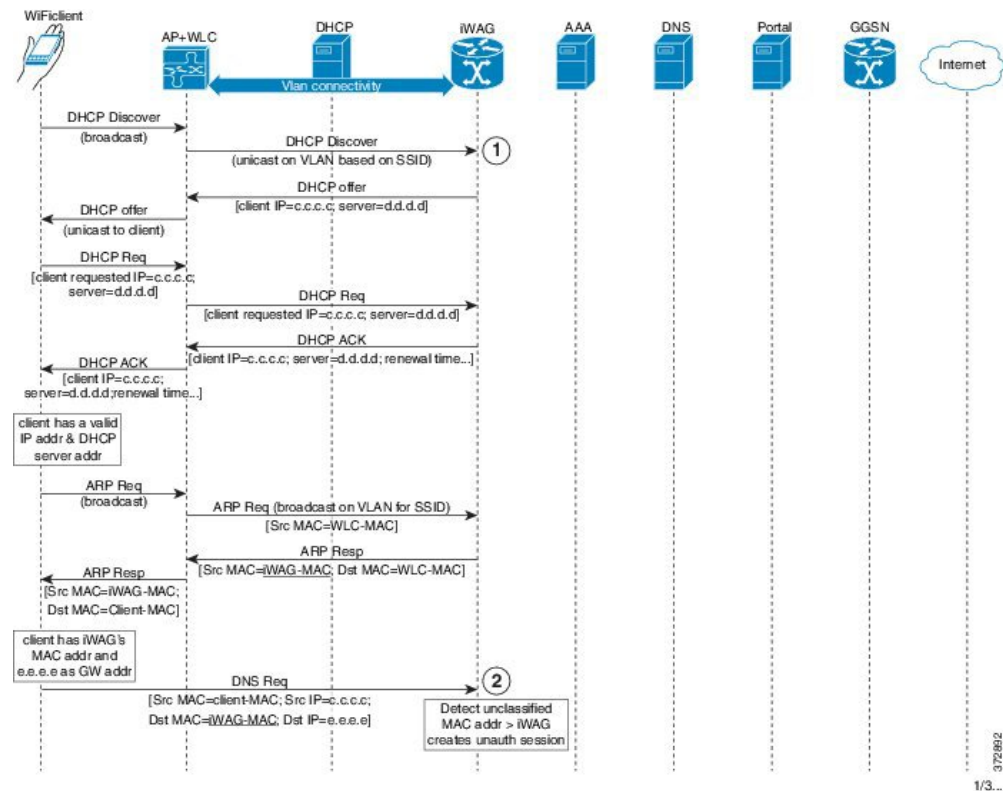 WiFiclient
AP+WLC
DHCP
iWAG
AAA
DNS
Portal
GGSN
Internet
Vlan connectivity
DHCP Discover
(broadcast)
DHCP Discover
(unicast on VLAN based on SSID)
1
DHCP offer
[client IP=c.c.c.c; server=d.d.d.d]
DHCP offer
(unicast to client)
DHCP Req
[client requested IP=c.c.c.c;
server=d.d.d.d]
DHCP Req
[client requested IP=c.c.c.c; server=d.d.d.d]
DHCP ACK
[client IP=c.c.c.c; server=d.d.d.d; renewal time...]
DHCP ACK
[client IP=c.c.c.c;
server=d.d.d.d;renewal time...]
client has a valid
IP addr & DHCP
server addr
ARP Req
(broadcast)
ARP Req (broadcast on VLAN for SSID)
[Src MAC=WLC-MAC]
ARP Resp
[Src MAC=iWAG-MAC; Dst MAC=WLC-MAC]
ARP Resp
[Src MAC=iWAG-MAC;
Dst MAC=Client-MAC]
client has iWAG's
MAC addr and
e.e.e.e as GW addr
DNS Req
2
[Src MAC=client-MAC; Src IP=c.c.c.c;
Dst MAC=iWAG-MAC; Dst IP=e.e.e.e]
Detect unclassified
MAC addr > iWAG
creates unauth session
372892
1/3...